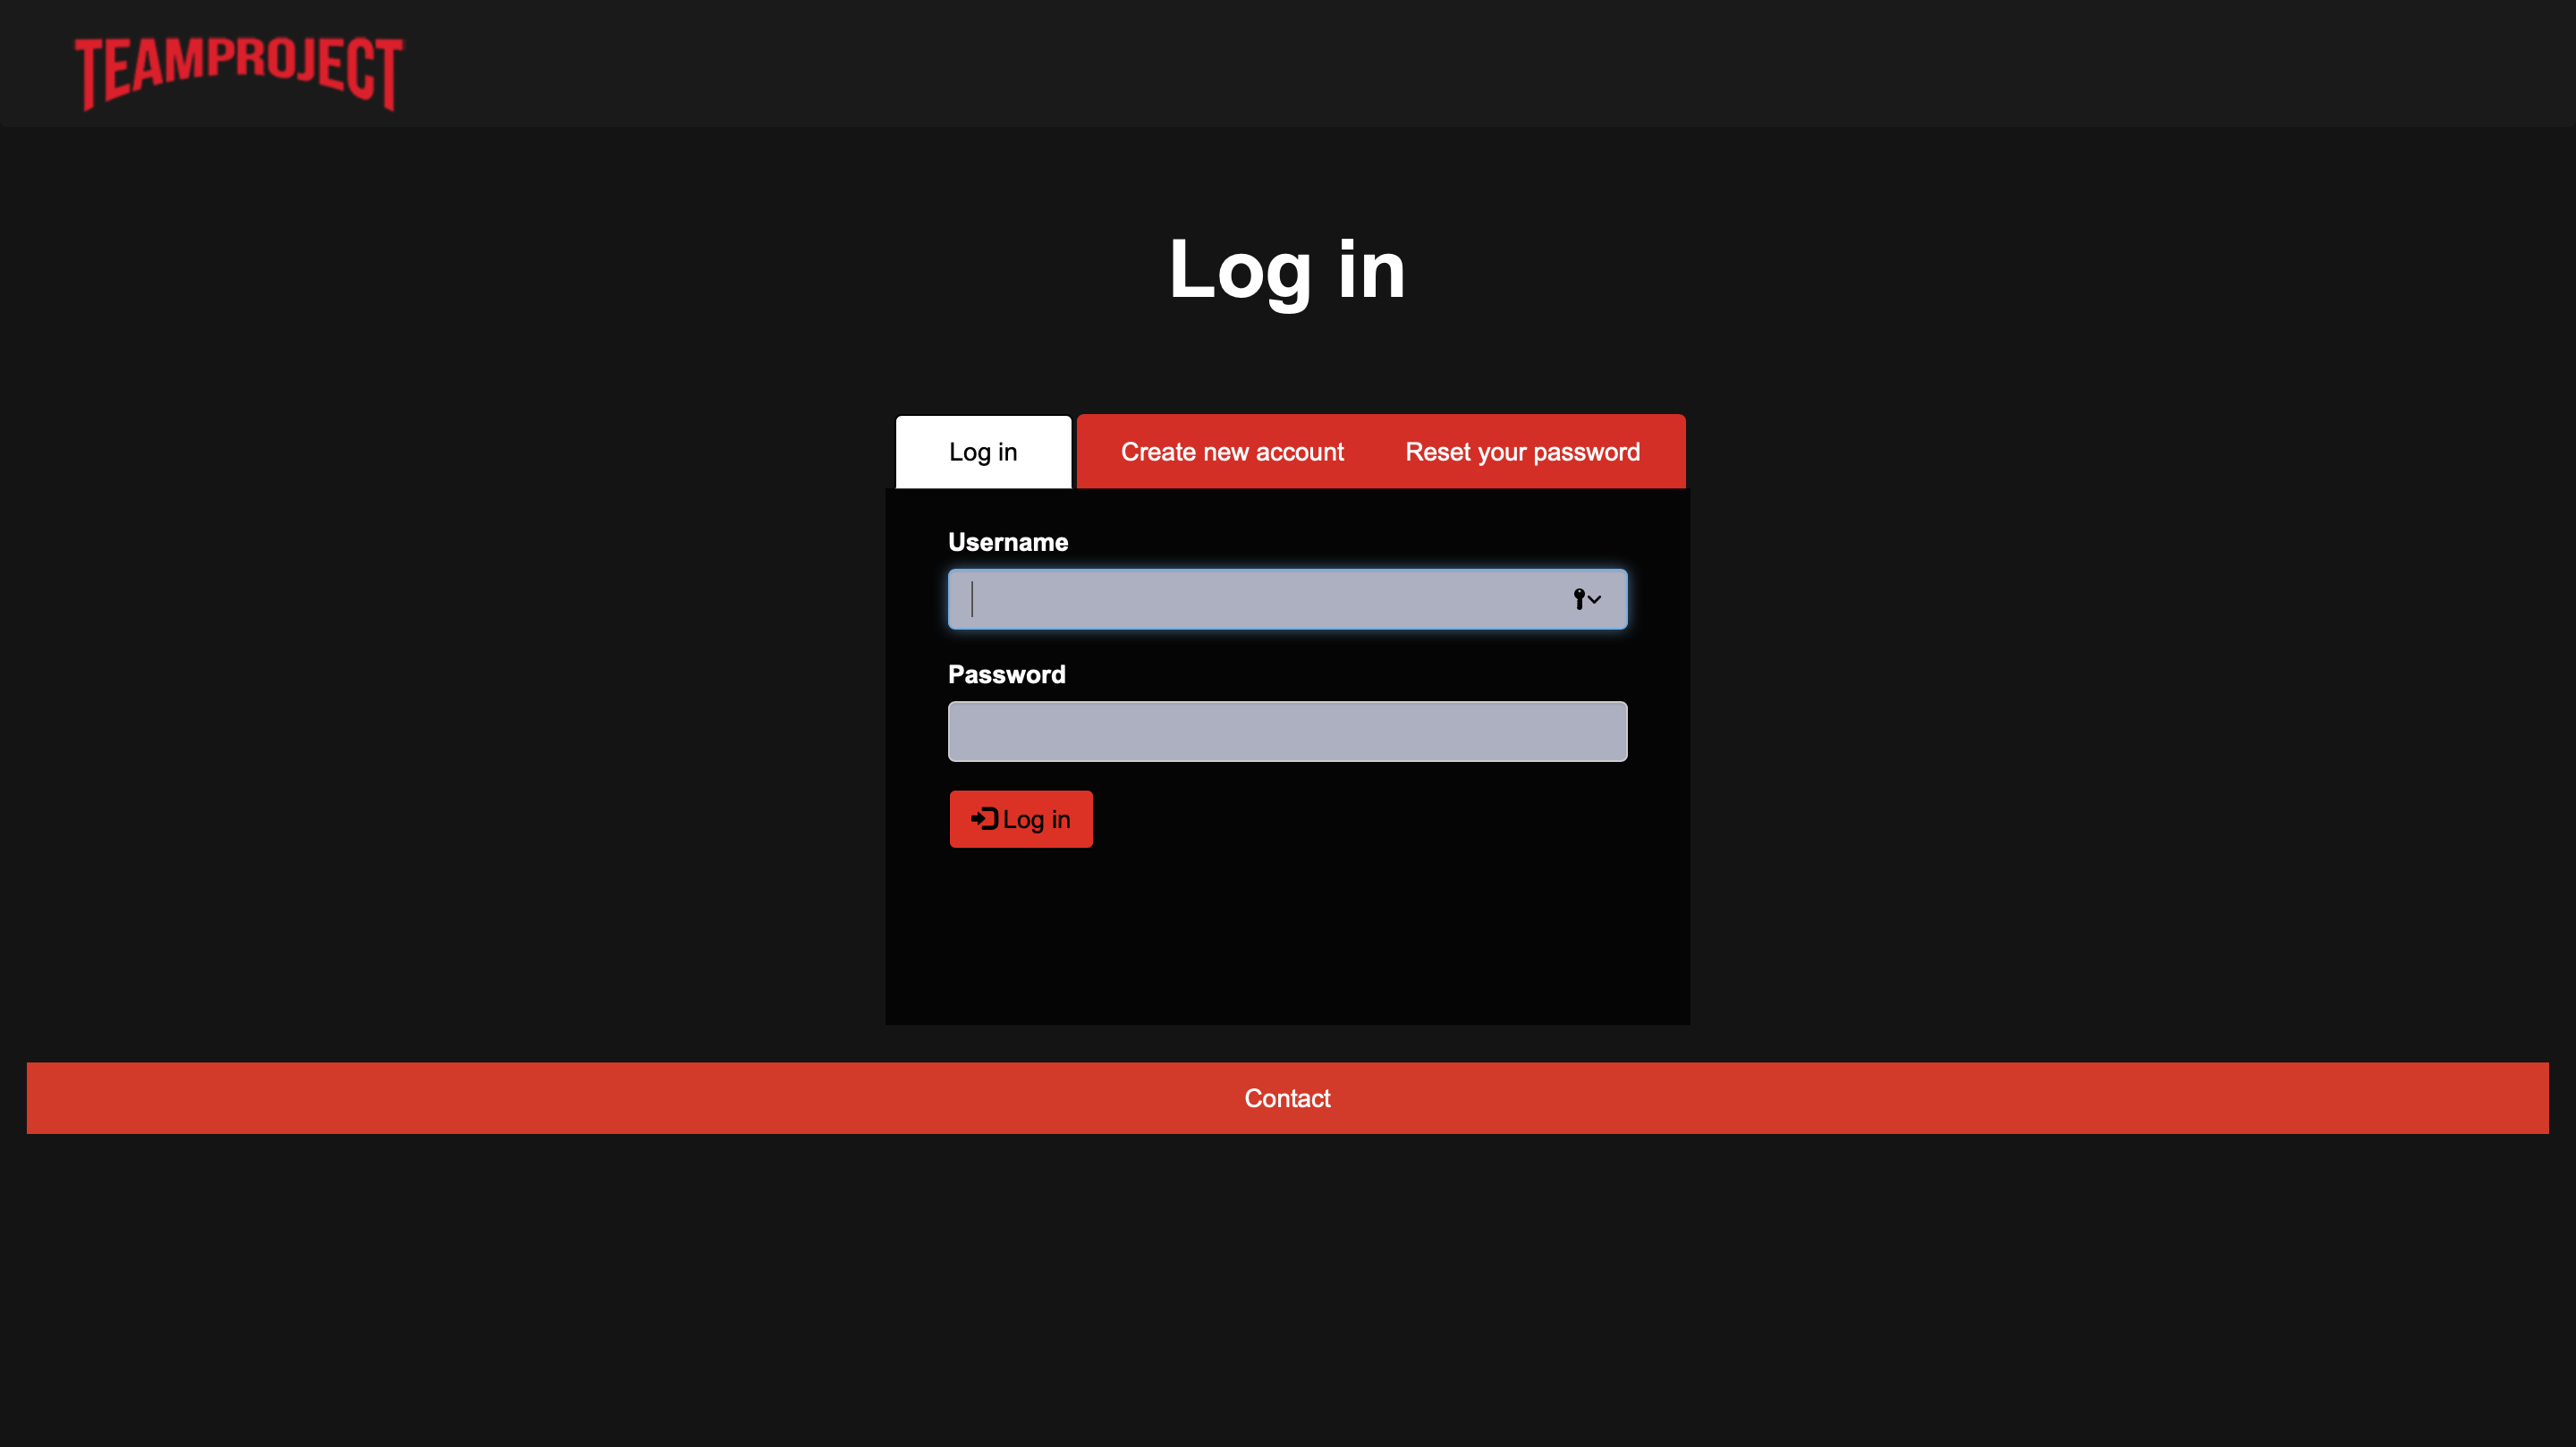 TEAMPROJECT
Log in
Log in Create new account Reset your password
Username
Password
Log in
Contact